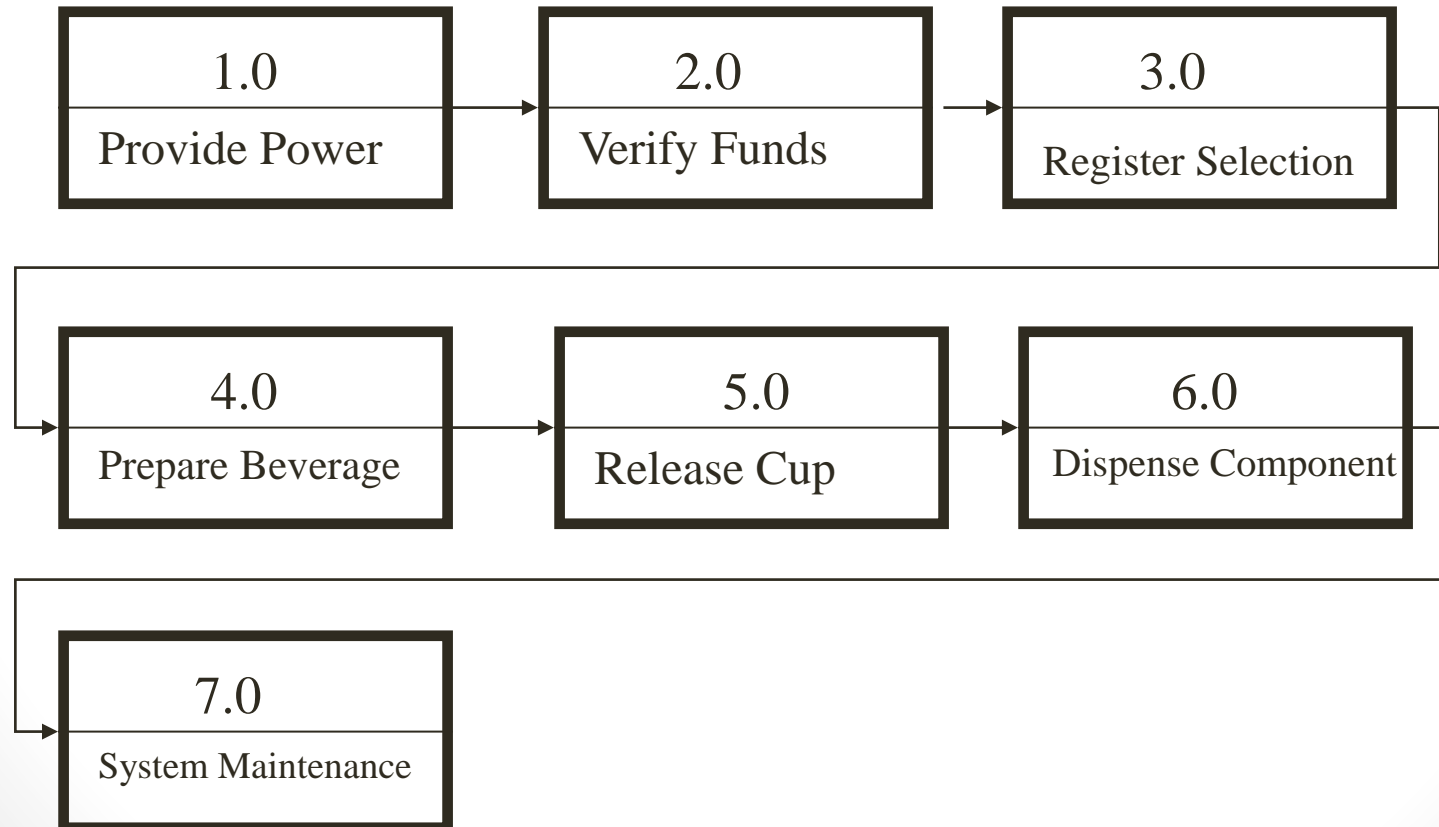 1.0
Provide Power
2.0
Verify Funds
3.0
Register Selection
4.0
Prepare Beverage
5.0
Release Cup
6.0
Dispense Component
7.0
System Maintenance